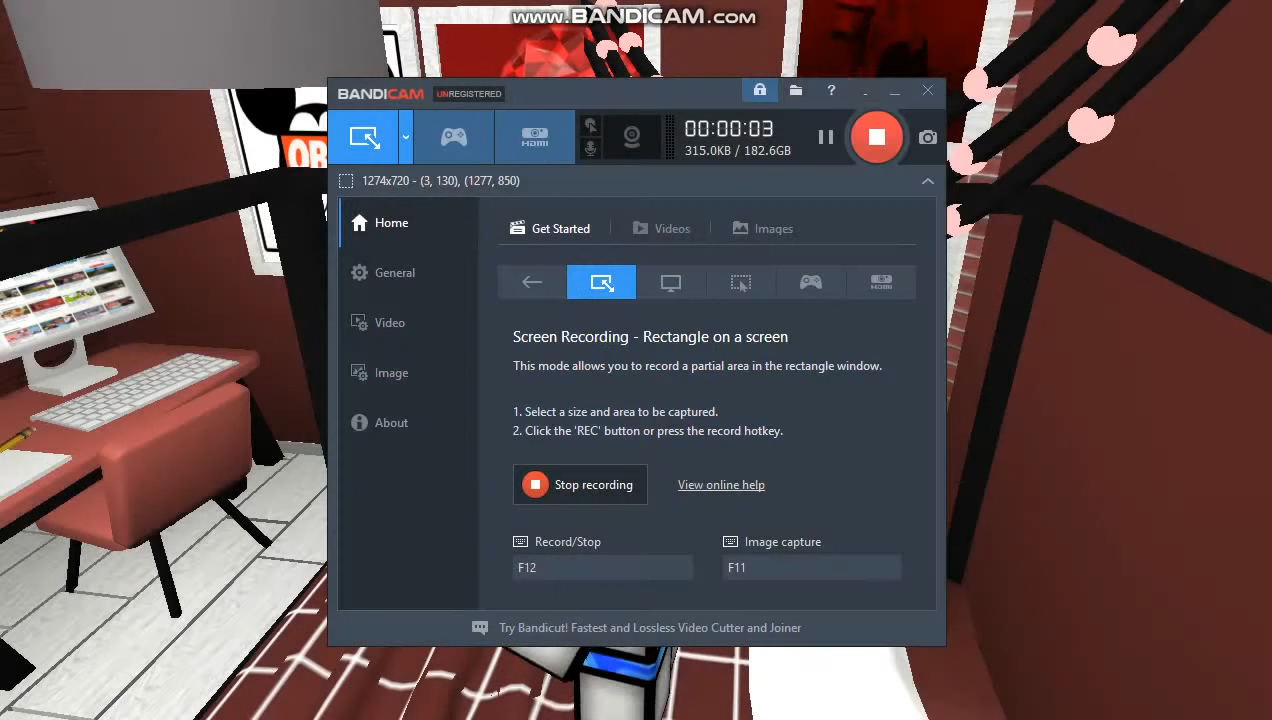 www.BANDICAM.com
BANDICAM UNREGISTERED
?
HDMI
00:00:03
315.0KB / 182.6GB
1274x720 - (3, 130), (1277, 850)
OB
Home
General
Video
Image
About
Get Started
Videos
Images
HDMI
Screen Recording - Rectangle on a screen
This mode allows you to record a partial area in the rectangle window.
1. Select a size and area to be captured.
2. Click the 'REC' button or press the record hotkey.
Stop recording
View online help
Record/Stop
Image capture
F12
F11
Try Bandicut! Fastest and Lossless Video Cutter and Joiner